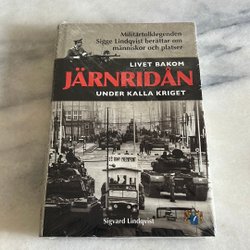 Militärtolklegenden
Sigge Lindqvist berättar om
människor och platser
LIVET BAKOM
JÄRNRIDÅN
UNDER KALLA KRIGET
Sigvard Lindqvist